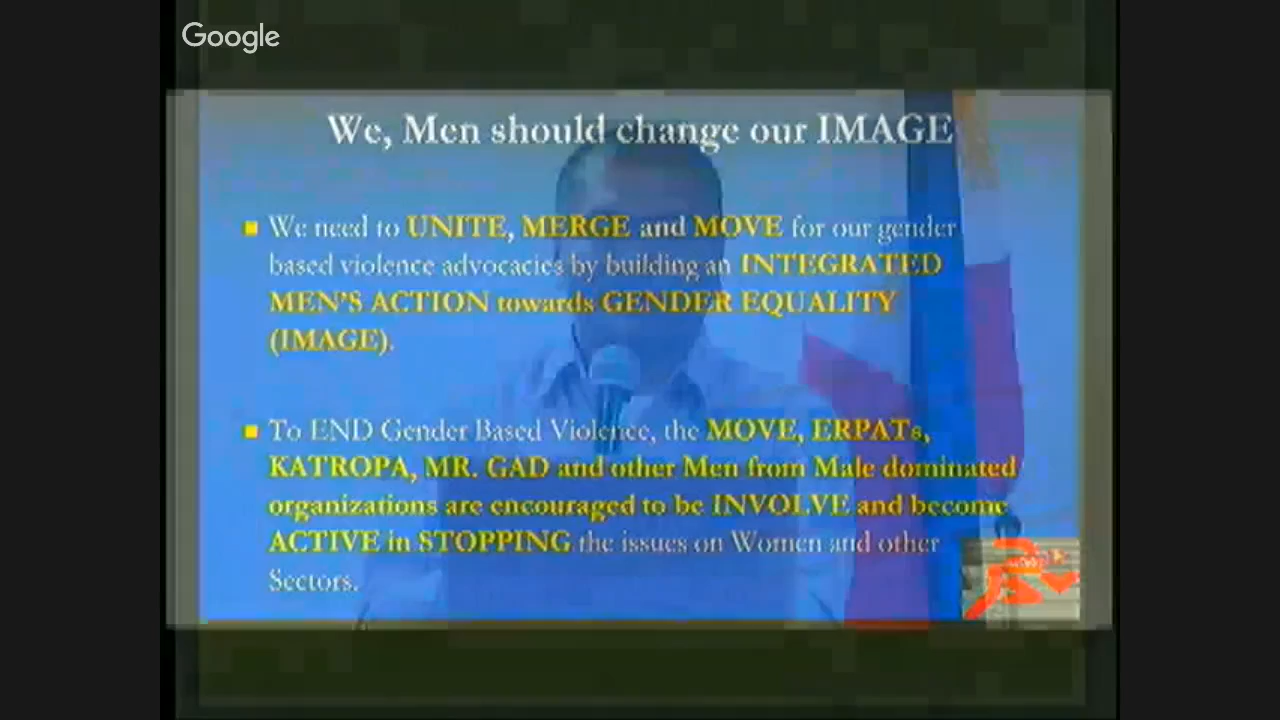 Google
We, Men should change our IMAGE
We need to UNITE, MERGE and MOVE for our gender
based violence advocacies by building an INTEGRATED
MEN'S ACTION towards GENDER EQUALITY
(IMAGE).
To END Gender Based Violence, the MOVE, ERPATs,
KATROPA, MR. GAD and other Men from Male dominated
organizations are encouraged to be INVOLVE and become
ACTIVE in STOPPING the issues on Women and other
Sectors.